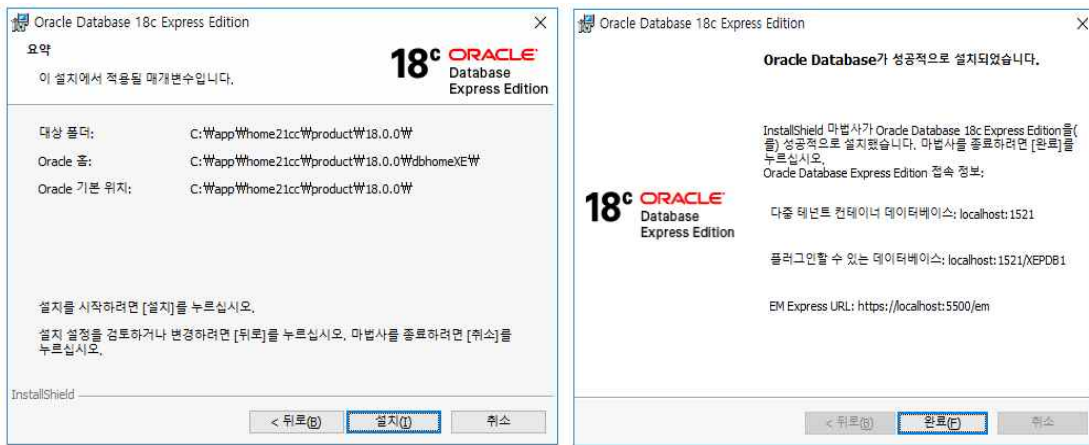 Oracle Database 18c Express Edition
요약
이 설치에서 적용될 매개변수입니다.
18c ORACLE
Database
Express Edition
대상 폴더: C:₩app₩home21cc₩product₩18.0.0₩
Oracle 홈: C:₩app₩home21cc₩product₩18.0.0₩dbhomeXE₩
Oracle 기본 위치: C:₩app₩home21cc₩product₩18.0.0₩
설치를 시작하려면 [설치]를 누르십시오.
설치 설정을 검토하거나 변경하려면 [뒤로]를 누르십시오. 마법사를 종료하려면 [취소]를
누르십시오.
InstallShield
< 뒤로(B) 설치(I) 취소
Oracle Database 18c Express Edition
Oracle Database가 성공적으로 설치되었습니다.
InstallShield 마법사가 Oracle Database 18c Express Edition을(
를) 성공적으로 설치했습니다. 마법사를 종료하려면 [완료]를
누르십시오.
Oracle Database Express Edition 접속 정보:
18c ORACLE
Database
Express Edition
다중 테넌트 컨테이너 데이터베이스: localhost:1521
플러그인할 수 있는 데이터베이스: localhost:1521/XEPDB1
EM Express URL: https://localhost:5500/em
< 뒤로(B) 완료(F) 취소